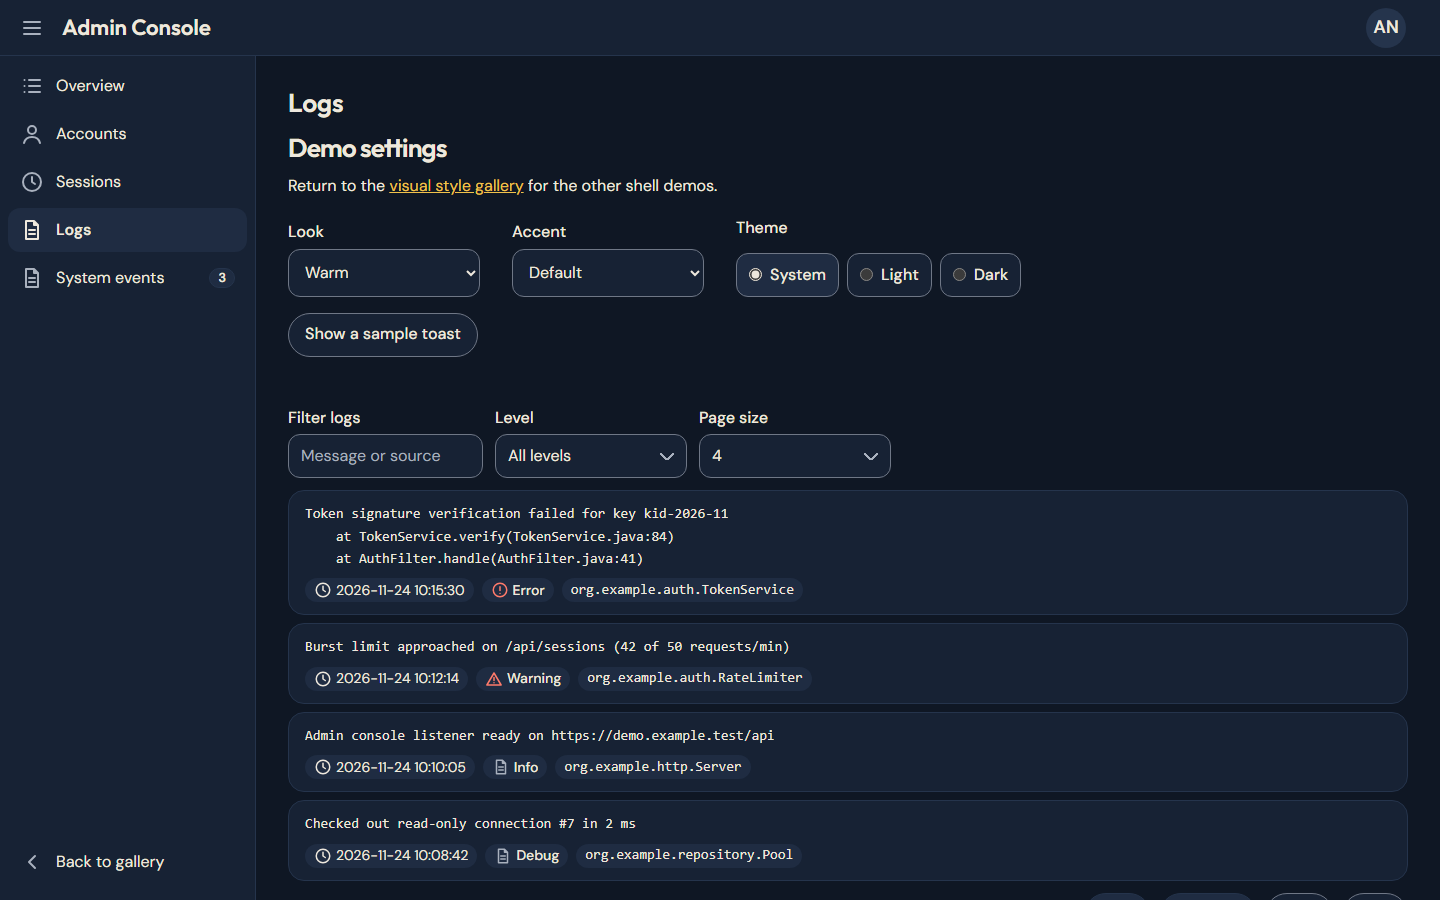 Admin Console
AN
Overview
Accounts
Sessions
Logs
System events 3
Back to gallery
Logs
Demo settings
Return to the visual style gallery for the other shell demos.
Look
Warm
Accent
Default
Theme
System
Light
Dark
Show a sample toast
Filter logs
Message or source
Level
All levels
Page size
4
Token signature verification failed for key kid-2026-11
at TokenService.verify(TokenService.java:84)
at AuthFilter.handle(AuthFilter.java:41)
2026-11-24 10:15:30 Error org.example.auth.TokenService
Burst limit approached on /api/sessions (42 of 50 requests/min)
2026-11-24 10:12:14 Warning org.example.auth.RateLimiter
Admin console listener ready on https://demo.example.test/api
2026-11-24 10:10:05 Info org.example.http.Server
Checked out read-only connection #7 in 2 ms
2026-11-24 10:08:42 Debug org.example.repository.Pool